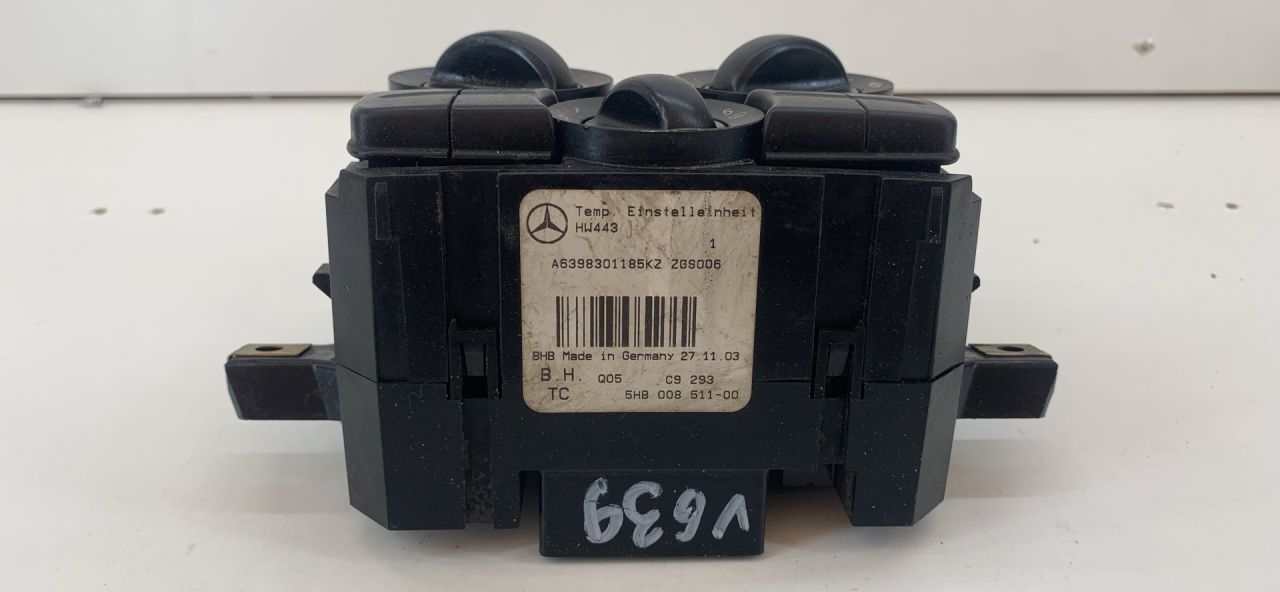 Temp. Einstelleinheit
HW443
1
A6398301185KZ ZGS006
BHB Made in Germany 27.11.03
B.H. Q05 C9 293
TC 5HB 008 511-00
V639